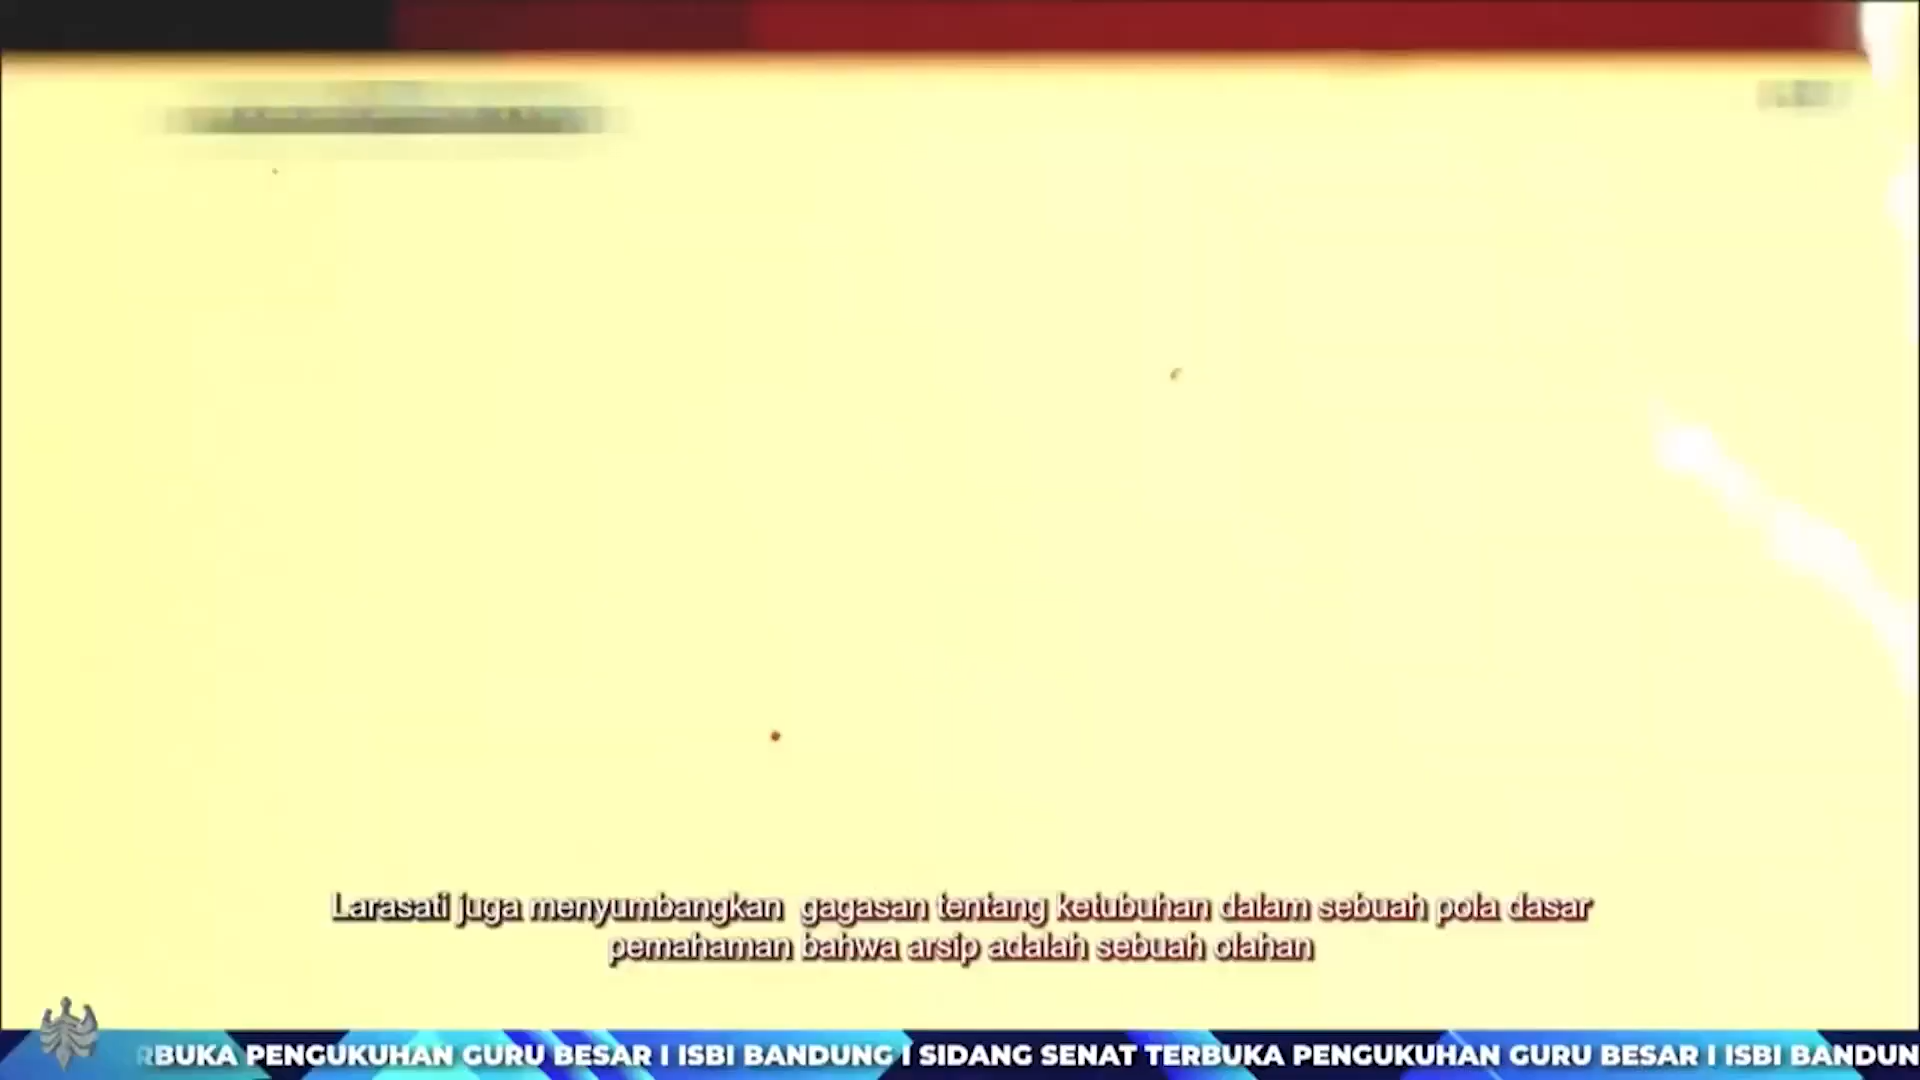 Larasati juga menyumbangkan gagasan tentang ketubuhan dalam sebuah pola dasar
pemahaman bahwa arsip adalah sebuah olahan
RBUKA PENGUKUHAN GURU BESAR I ISBI BANDUNG I SIDANG SENAT TERBUKA PENGUKUHAN GURU BESAR I ISBI BANDUN